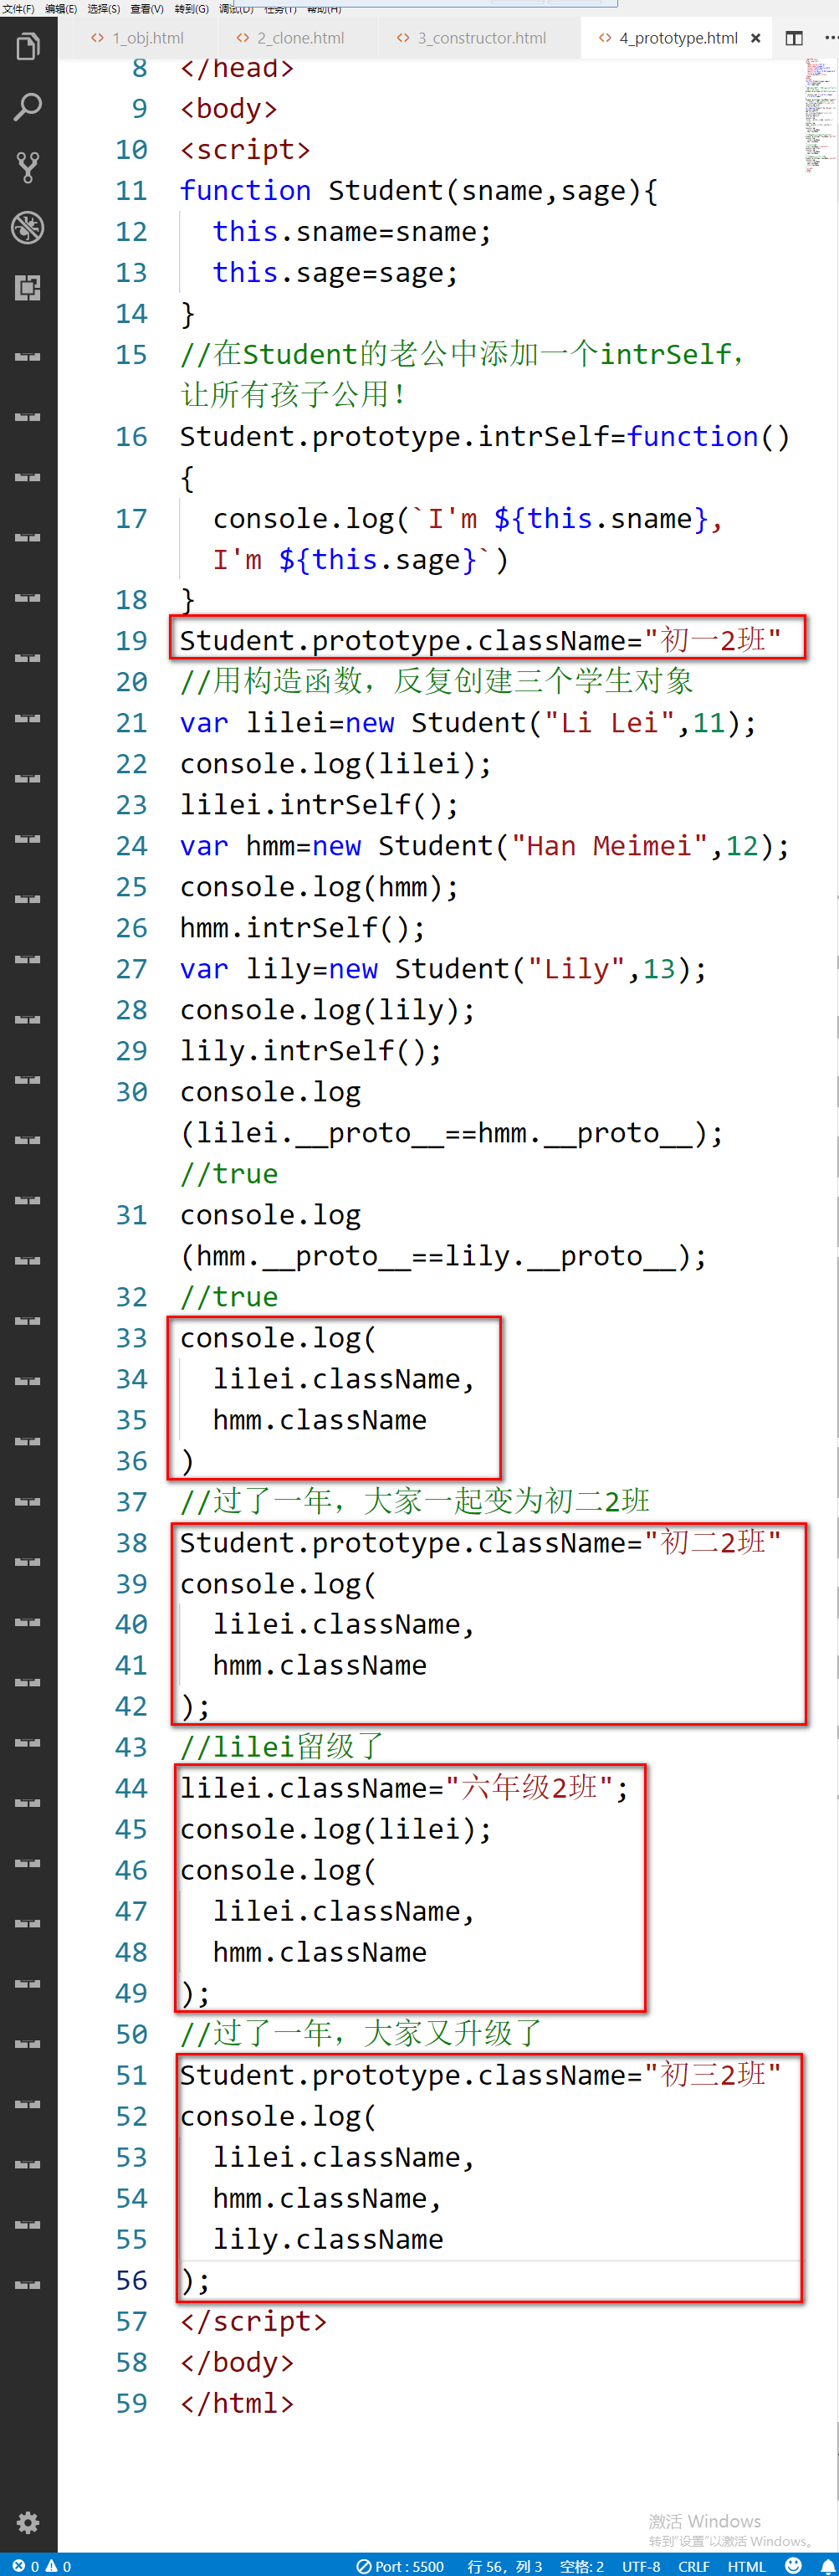 文件(F) 编辑(E) 选择(S) 查看(V) 转到(G) 调试(D) 任务(T) 帮助(H)
<> 1_obj.html <> 2_clone.html <> 3_constructor.html <> 4_prototype.html ×
8 </head>
9 <body>
10 <script>
11 function Student(sname,sage){
12 this.sname=sname;
13 this.sage=sage;
14 }
15 //在Student的老公中添加一个intrSelf，
让所有孩子公用！
16 Student.prototype.intrSelf=function()
{
17 console.log(`I'm ${this.sname},
I'm ${this.sage}`)
18 }
19 Student.prototype.className="初一2班"
20 //用构造函数，反复创建三个学生对象
21 var lilei=new Student("Li Lei",11);
22 console.log(lilei);
23 lilei.intrSelf();
24 var hmm=new Student("Han Meimei",12);
25 console.log(hmm);
26 hmm.intrSelf();
27 var lily=new Student("Lily",13);
28 console.log(lily);
29 lily.intrSelf();
30 console.log
(lilei.__proto__==hmm.__proto__);
//true
31 console.log
(hmm.__proto__==lily.__proto__);
32 //true
33 console.log(
34 lilei.className,
35 hmm.className
36 )
37 //过了一年，大家一起变为初二2班
38 Student.prototype.className="初二2班"
39 console.log(
40 lilei.className,
41 hmm.className
42 );
43 //lilei留级了
44 lilei.className="六年级2班";
45 console.log(lilei);
46 console.log(
47 lilei.className,
48 hmm.className
49 );
50 //过了一年，大家又升级了
51 Student.prototype.className="初三2班"
52 console.log(
53 lilei.className,
54 hmm.className,
55 lily.className
56 );
57 </script>
58 </body>
59 </html>
激活 Windows
转到"设置"以激活 Windows。
0 0 Port : 5500 行 56，列 3 空格: 2 UTF-8 CRLF HTML